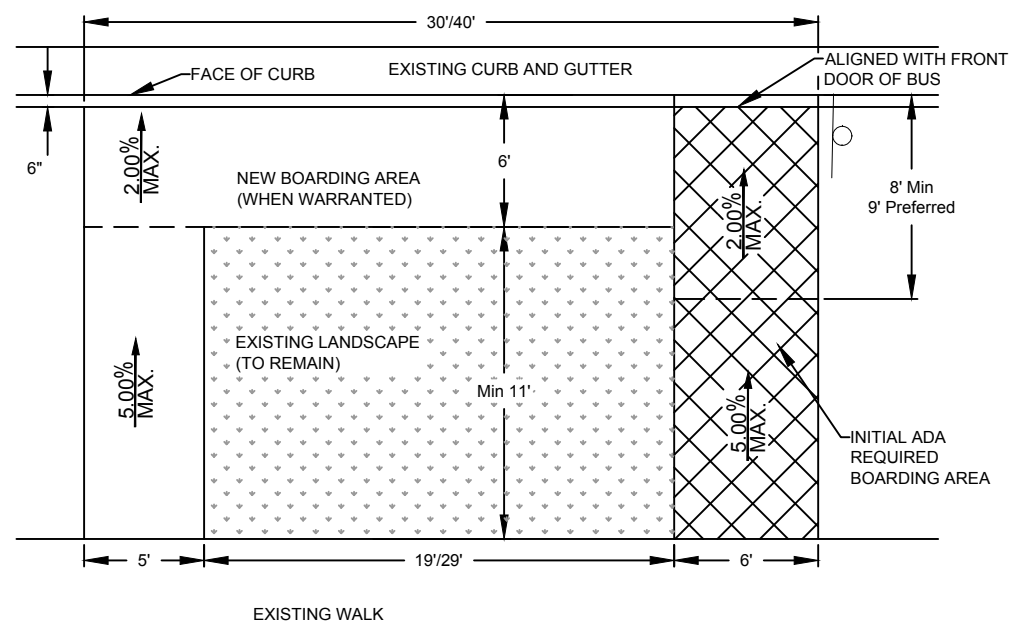 30'/40'
FACE OF CURB
EXISTING CURB AND GUTTER
ALIGNED WITH FRONT
DOOR OF BUS
6"
2.00%
MAX.
6'
NEW BOARDING AREA
(WHEN WARRANTED)
2.00%
MAX.
8' Min
9' Preferred
EXISTING LANDSCAPE
(TO REMAIN)
5.00%
MAX.
Min 11'
5.00%
MAX.
INITIAL ADA
REQUIRED
BOARDING AREA
5'
19'/29'
6'
EXISTING WALK